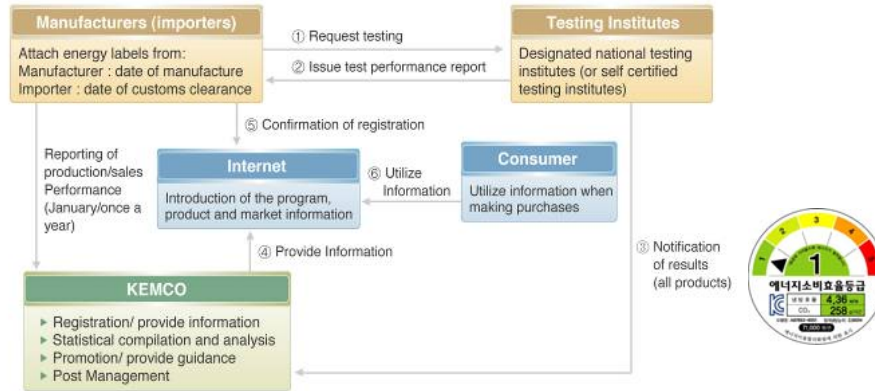 Manufacturers (importers)
Attach energy labels from:
Manufacturer : date of manufacture
Importer : date of customs clearance
① Request testing
② Issue test performance report
Testing Institutes
Designated national testing
institutes (or self certified
testing institutes)
⑤ Confirmation of registration
Reporting of
production/sales
Performance
(January/once a
year)
Internet
Introduction of the program,
product and market information
⑥ Utilize
Information
Consumer
Utilize information when
making purchases
④ Provide Information
③ Notification
of results
(all products)
KEMCO
▶ Registration/ provide information
▶ Statistical compilation and analysis
▶ Promotion/ provide guidance
▶ Post Management
1 2 3 4 5
1
에너지소비효율등급
4,36
CO₂ 258